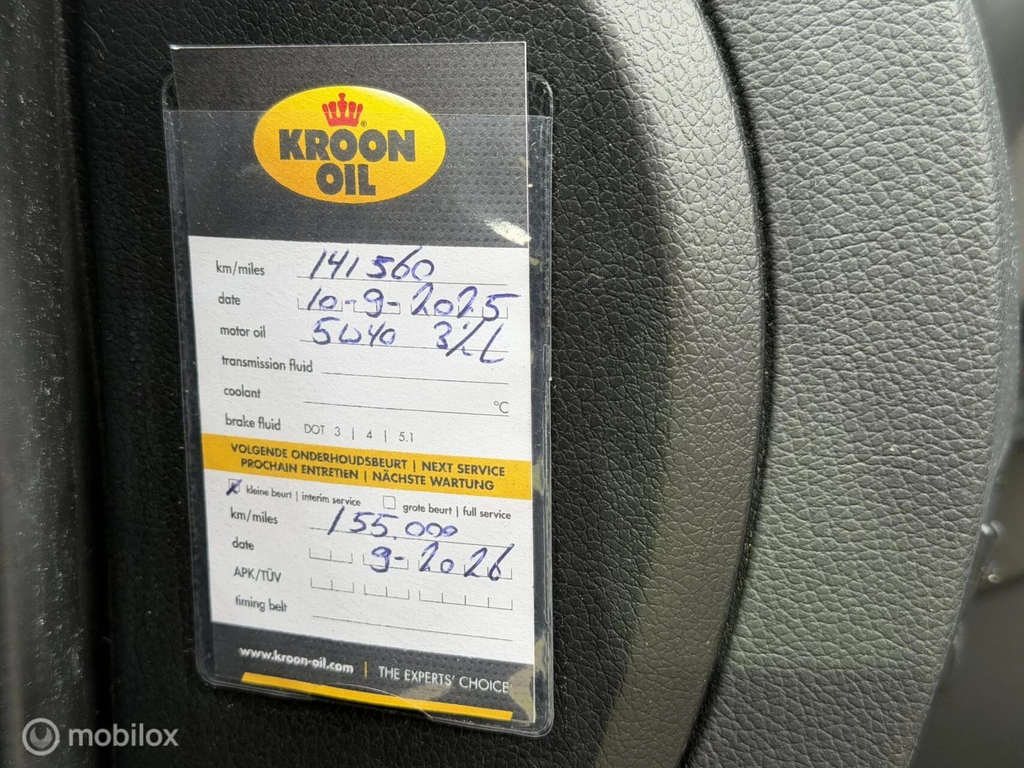 KROON
OIL
km/miles 141560
date 10-9-2025
motor oil 5W40 3½L
transmission fluid
coolant °C
brake fluid DOT 3 | 4 | 5.1
VOLGENDE ONDERHOUDSBEURT | NEXT SERVICE
PROCHAIN ENTRETIEN | NÄCHSTE WARTUNG
kleine beurt | interim service grote beurt | full service
km/miles 155.000
date 9-2026
APK/TÜV
timing belt
www.kroon-oil.com | THE EXPERTS' CHOICE
mobilox